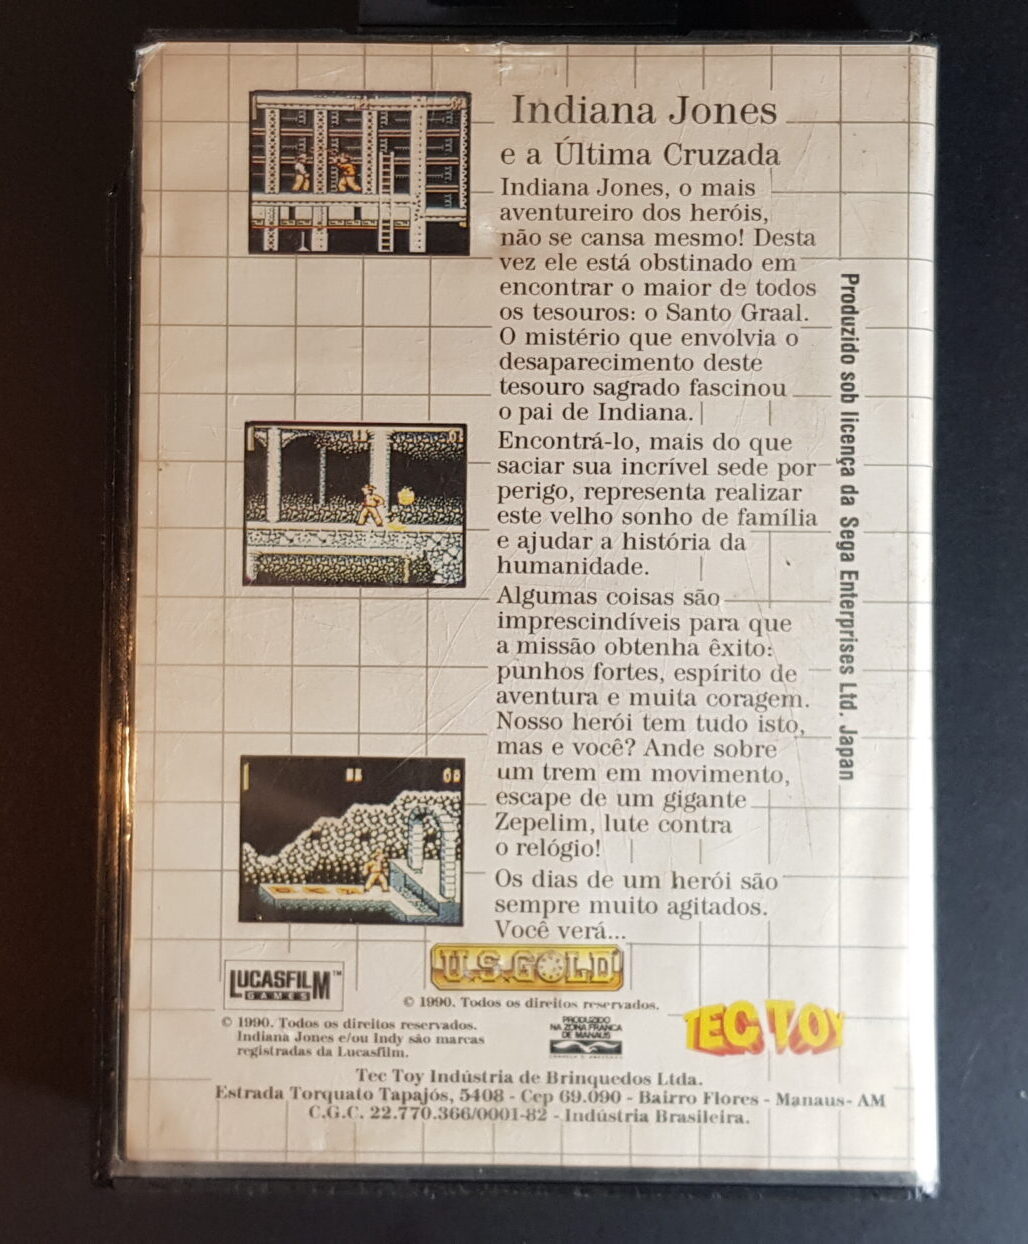 Indiana Jones
e a Última Cruzada
Indiana Jones, o mais
aventureiro dos heróis,
não se cansa mesmo! Desta
vez ele está obstinado em
encontrar o maior de todos
os tesouros: o Santo Graal.
O mistério que envolvia o
desaparecimento deste
tesouro sagrado fascinou
o pai de Indiana.
Encontrá-lo, mais do que
saciar sua incrível sede por
perigo, representa realizar
este velho sonho de família
e ajudar a história da
humanidade.
Algumas coisas são
imprescindíveis para que
a missão obtenha êxito:
punhos fortes, espírito de
aventura e muita coragem.
Nosso herói tem tudo isto,
mas e você? Ande sobre
um trem em movimento,
escape de um gigante
Zepelim, lute contra
o relógio!
Os dias de um herói são
sempre muito agitados.
Você verá...
Produzido sob licença da Sega Enterprises Ltd. Japan
U.S. GOLD
© 1990. Todos os direitos reservados.
LUCASFILM™
GAMES
© 1990. Todos os direitos reservados.
Indiana Jones e/ou Indy são marcas
registradas da Lucasfilm.
PRODUZIDO
NA ZONA FRANCA
DE MANAUS
TEC TOY
Tec Toy Indústria de Brinquedos Ltda.
Estrada Torquato Tapajós, 5408 - Cep 69.090 - Bairro Flores - Manaus- AM
C.G.C. 22.770.366/0001-82 - Indústria Brasileira.